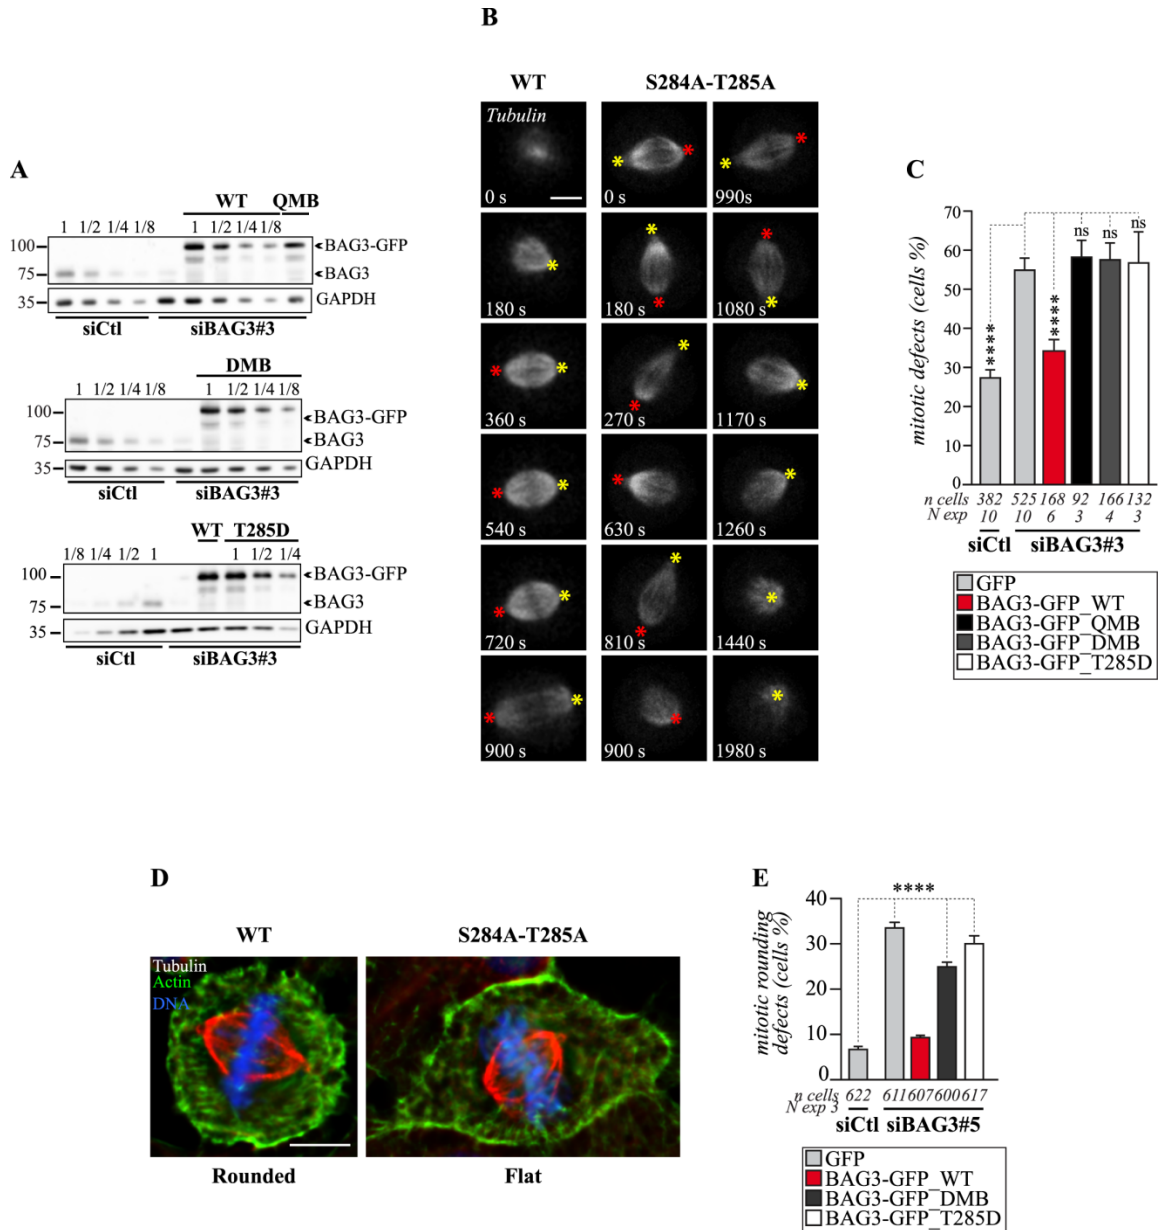 A
WT QMB
1 1/2 1/4 1/8 1 1/2 1/4 1/8
100
BAG3-GFP
75
BAG3
35
GAPDH
siCtl siBAG3#3
DMB
1 1/2 1/4 1/8 1 1/2 1/4 1/8
100
BAG3-GFP
75
BAG3
35
GAPDH
siCtl siBAG3#3
WT T285D
1/8 1/4 1/2 1 1 1/2 1/4
100
BAG3-GFP
75
BAG3
35
GAPDH
siCtl siBAG3#3
B
WT S284A-T285A
Tubulin
0 s 0 s 990s
180 s 180 s 1080 s
360 s 270 s 1170 s
540 s 630 s 1260 s
720 s 810 s 1440 s
900 s 900 s 1980 s
C
mitotic defects (cells %)
70
60
50
40
30
20
10
0
**** **** ns ns ns
n cells 382 525 168 92 166 132
N exp 10 10 6 3 4 3
siCtl siBAG3#3
GFP
BAG3-GFP_WT
BAG3-GFP_QMB
BAG3-GFP_DMB
BAG3-GFP_T285D
D
WT S284A-T285A
Tubulin
Actin
DNA
Rounded Flat
E
mitotic rounding
defects (cells %)
40
30
20
10
0
****
n cells 622 611 607 600 617
N exp 3
siCtl siBAG3#5
GFP
BAG3-GFP_WT
BAG3-GFP_DMB
BAG3-GFP_T285D